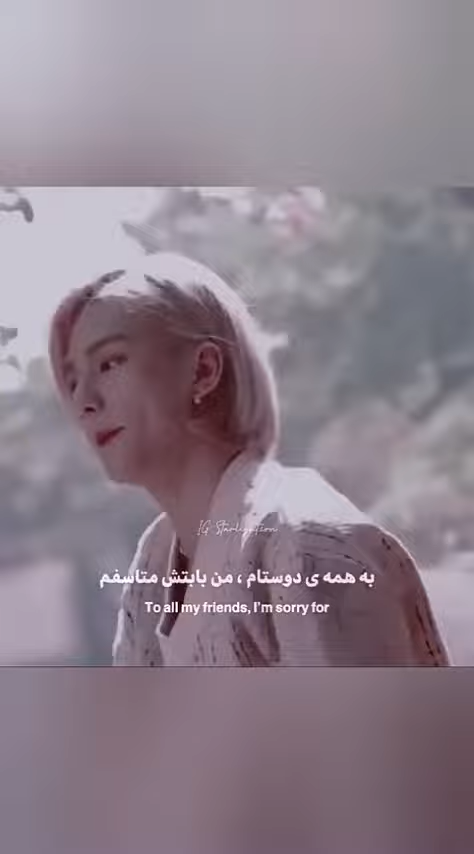 به همه ی دوستام ، من بابتش متاسفم
To all my friends, I'm sorry for